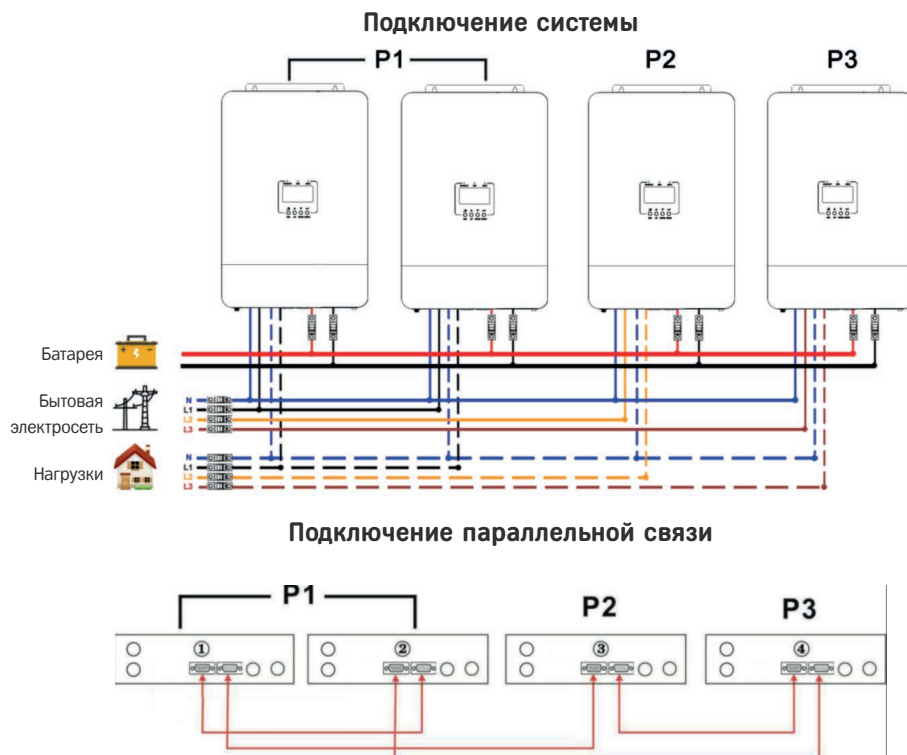 Подключение системы
P1 P2 P3
Батарея
Бытовая
электросеть
N
L1
L2
L3
Нагрузки
N
L1
L2
L3
Подключение параллельной связи
P1 P2 P3
① ② ③ ④